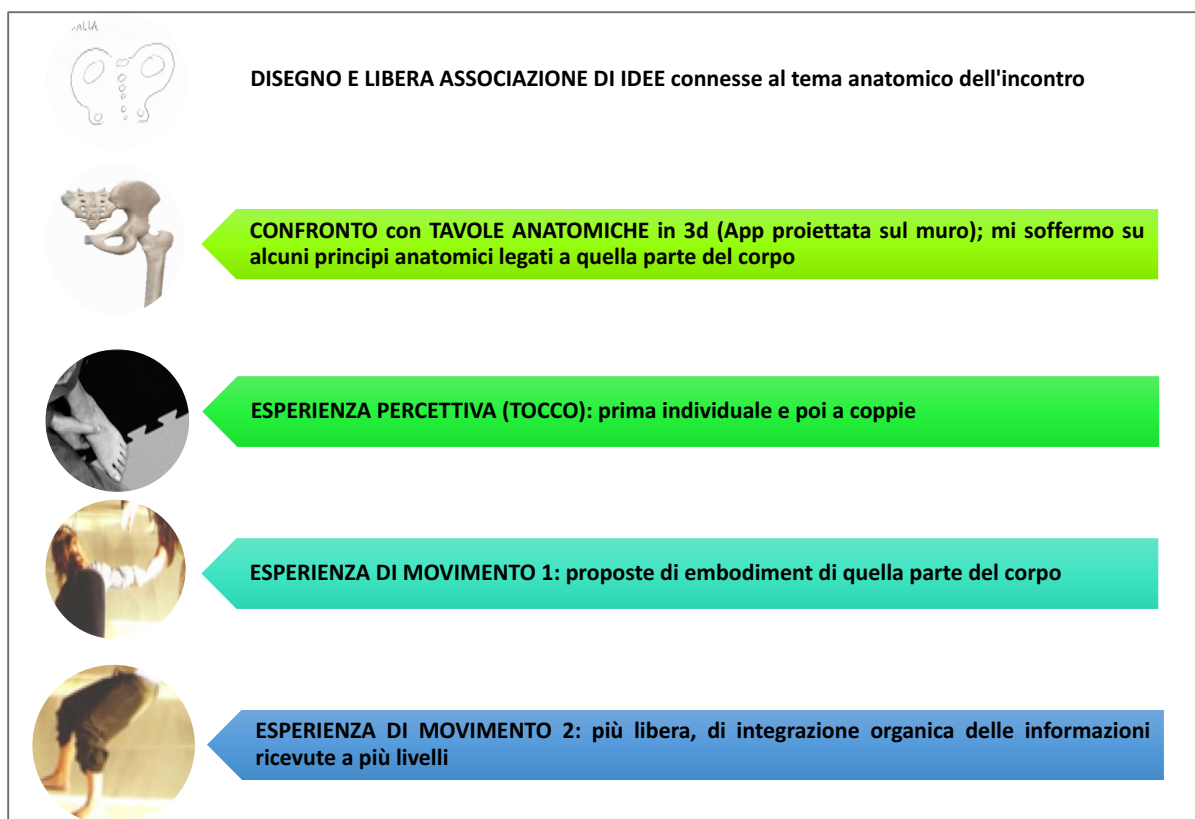 DISEGNO E LIBERA ASSOCIAZIONE DI IDEE connesse al tema anatomico dell'incontro
CONFRONTO con TAVOLE ANATOMICHE in 3d (App proiettata sul muro); mi soffermo su
alcuni principi anatomici legati a quella parte del corpo
ESPERIENZA PERCETTIVA (TOCCO): prima individuale e poi a coppie
ESPERIENZA DI MOVIMENTO 1: proposte di embodiment di quella parte del corpo
ESPERIENZA DI MOVIMENTO 2: più libera, di integrazione organica delle informazioni
ricevute a più livelli